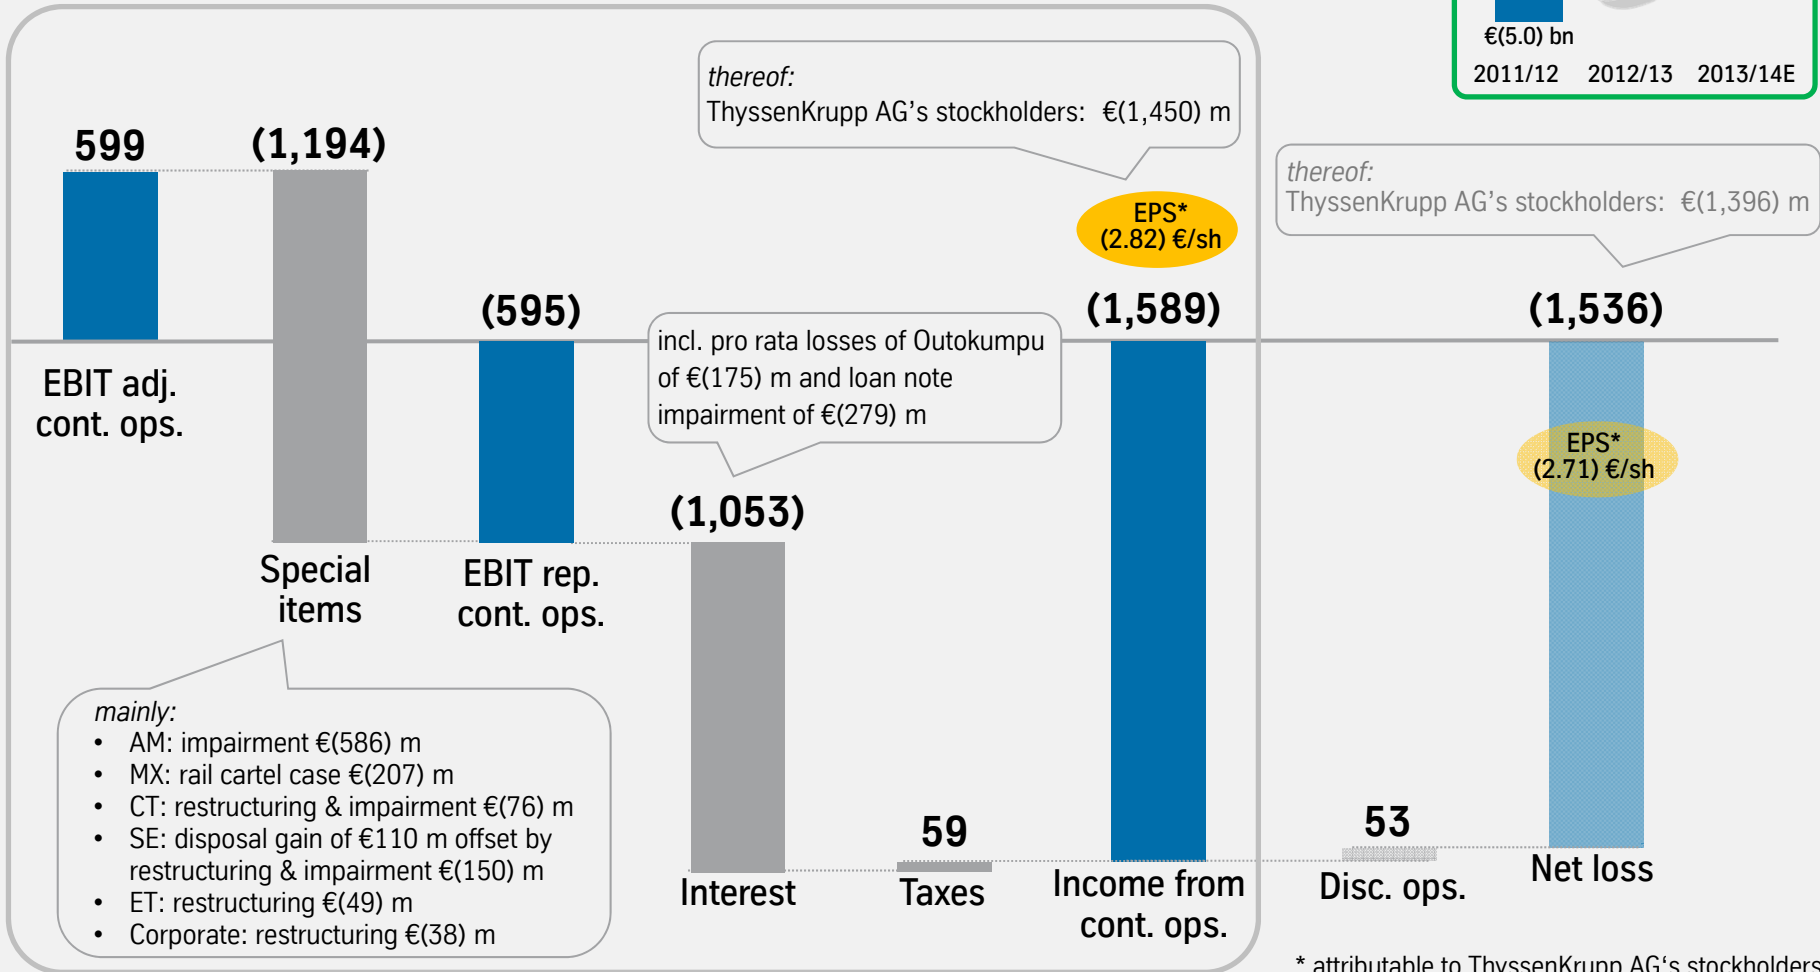 €(5.0) bn
2011/12 2012/13 2013/14E
thereof:
ThyssenKrupp AG's stockholders: €(1,450) m
599
(1,194)
thereof:
ThyssenKrupp AG's stockholders: €(1,396) m
EPS*
(2.82) €/sh
(595)
(1,589)
(1,536)
incl. pro rata losses of Outokumpu
of €(175) m and loan note
impairment of €(279) m
EBIT adj.
cont. ops.
EPS*
(2.71) €/sh
(1,053)
Special
items
EBIT rep.
cont. ops.
mainly:
• AM: impairment €(586) m
• MX: rail cartel case €(207) m
• CT: restructuring & impairment €(76) m
• SE: disposal gain of €110 m offset by
restructuring & impairment €(150) m
• ET: restructuring €(49) m
• Corporate: restructuring €(38) m
59
53
Interest
Taxes
Income from
cont. ops.
Disc. ops.
Net loss
* attributable to ThyssenKrupp AG‘s stockholders